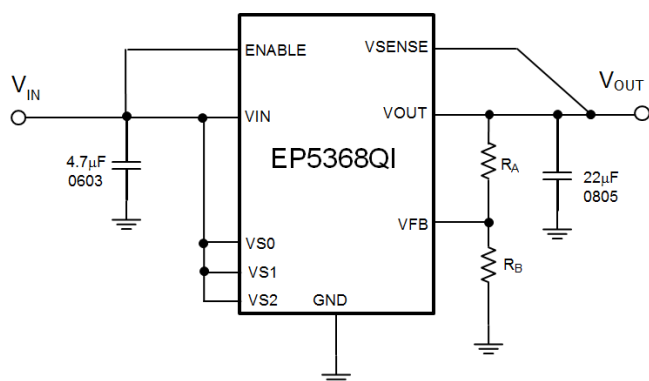 ENABLE
VSENSE
VIN
VOUT
VIN
VOUT
EP5368QI
4.7µF
0603
RA
22µF
0805
VFB
VS0
VS1
RB
VS2
GND